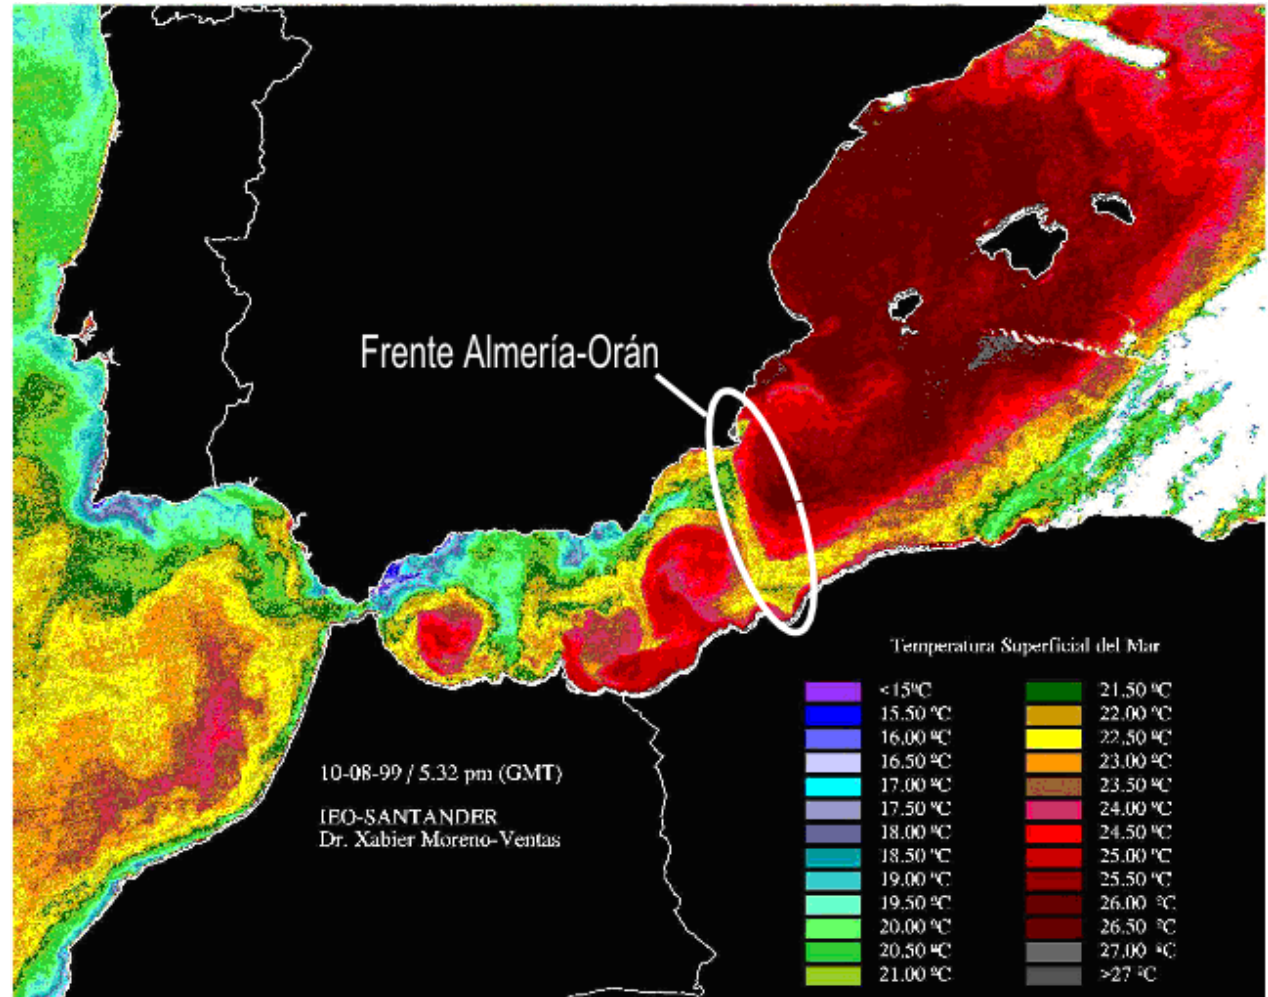 Frente Almería-Orán
10-08-99 / 5.32 pm (GMT)
IEO-SANTANDER
Dr. Xabier Moreno-Ventas
Temperatura Superficial del Mar
<15ºC
15.50 ºC
16.00 ºC
16.50 ºC
17.00 ºC
17.50 ºC
18.00 ºC
18.50 ºC
19.00 ºC
19.50 ºC
20.00 ºC
20.50 ºC
21.00 ºC
21.50 ºC
22.00 ºC
22.50 ºC
23.00 ºC
23.50 ºC
24.00 ºC
24.50 ºC
25.00 ºC
25.50 ºC
26.00 ºC
26.50 ºC
27.00 ºC
>27 ºC